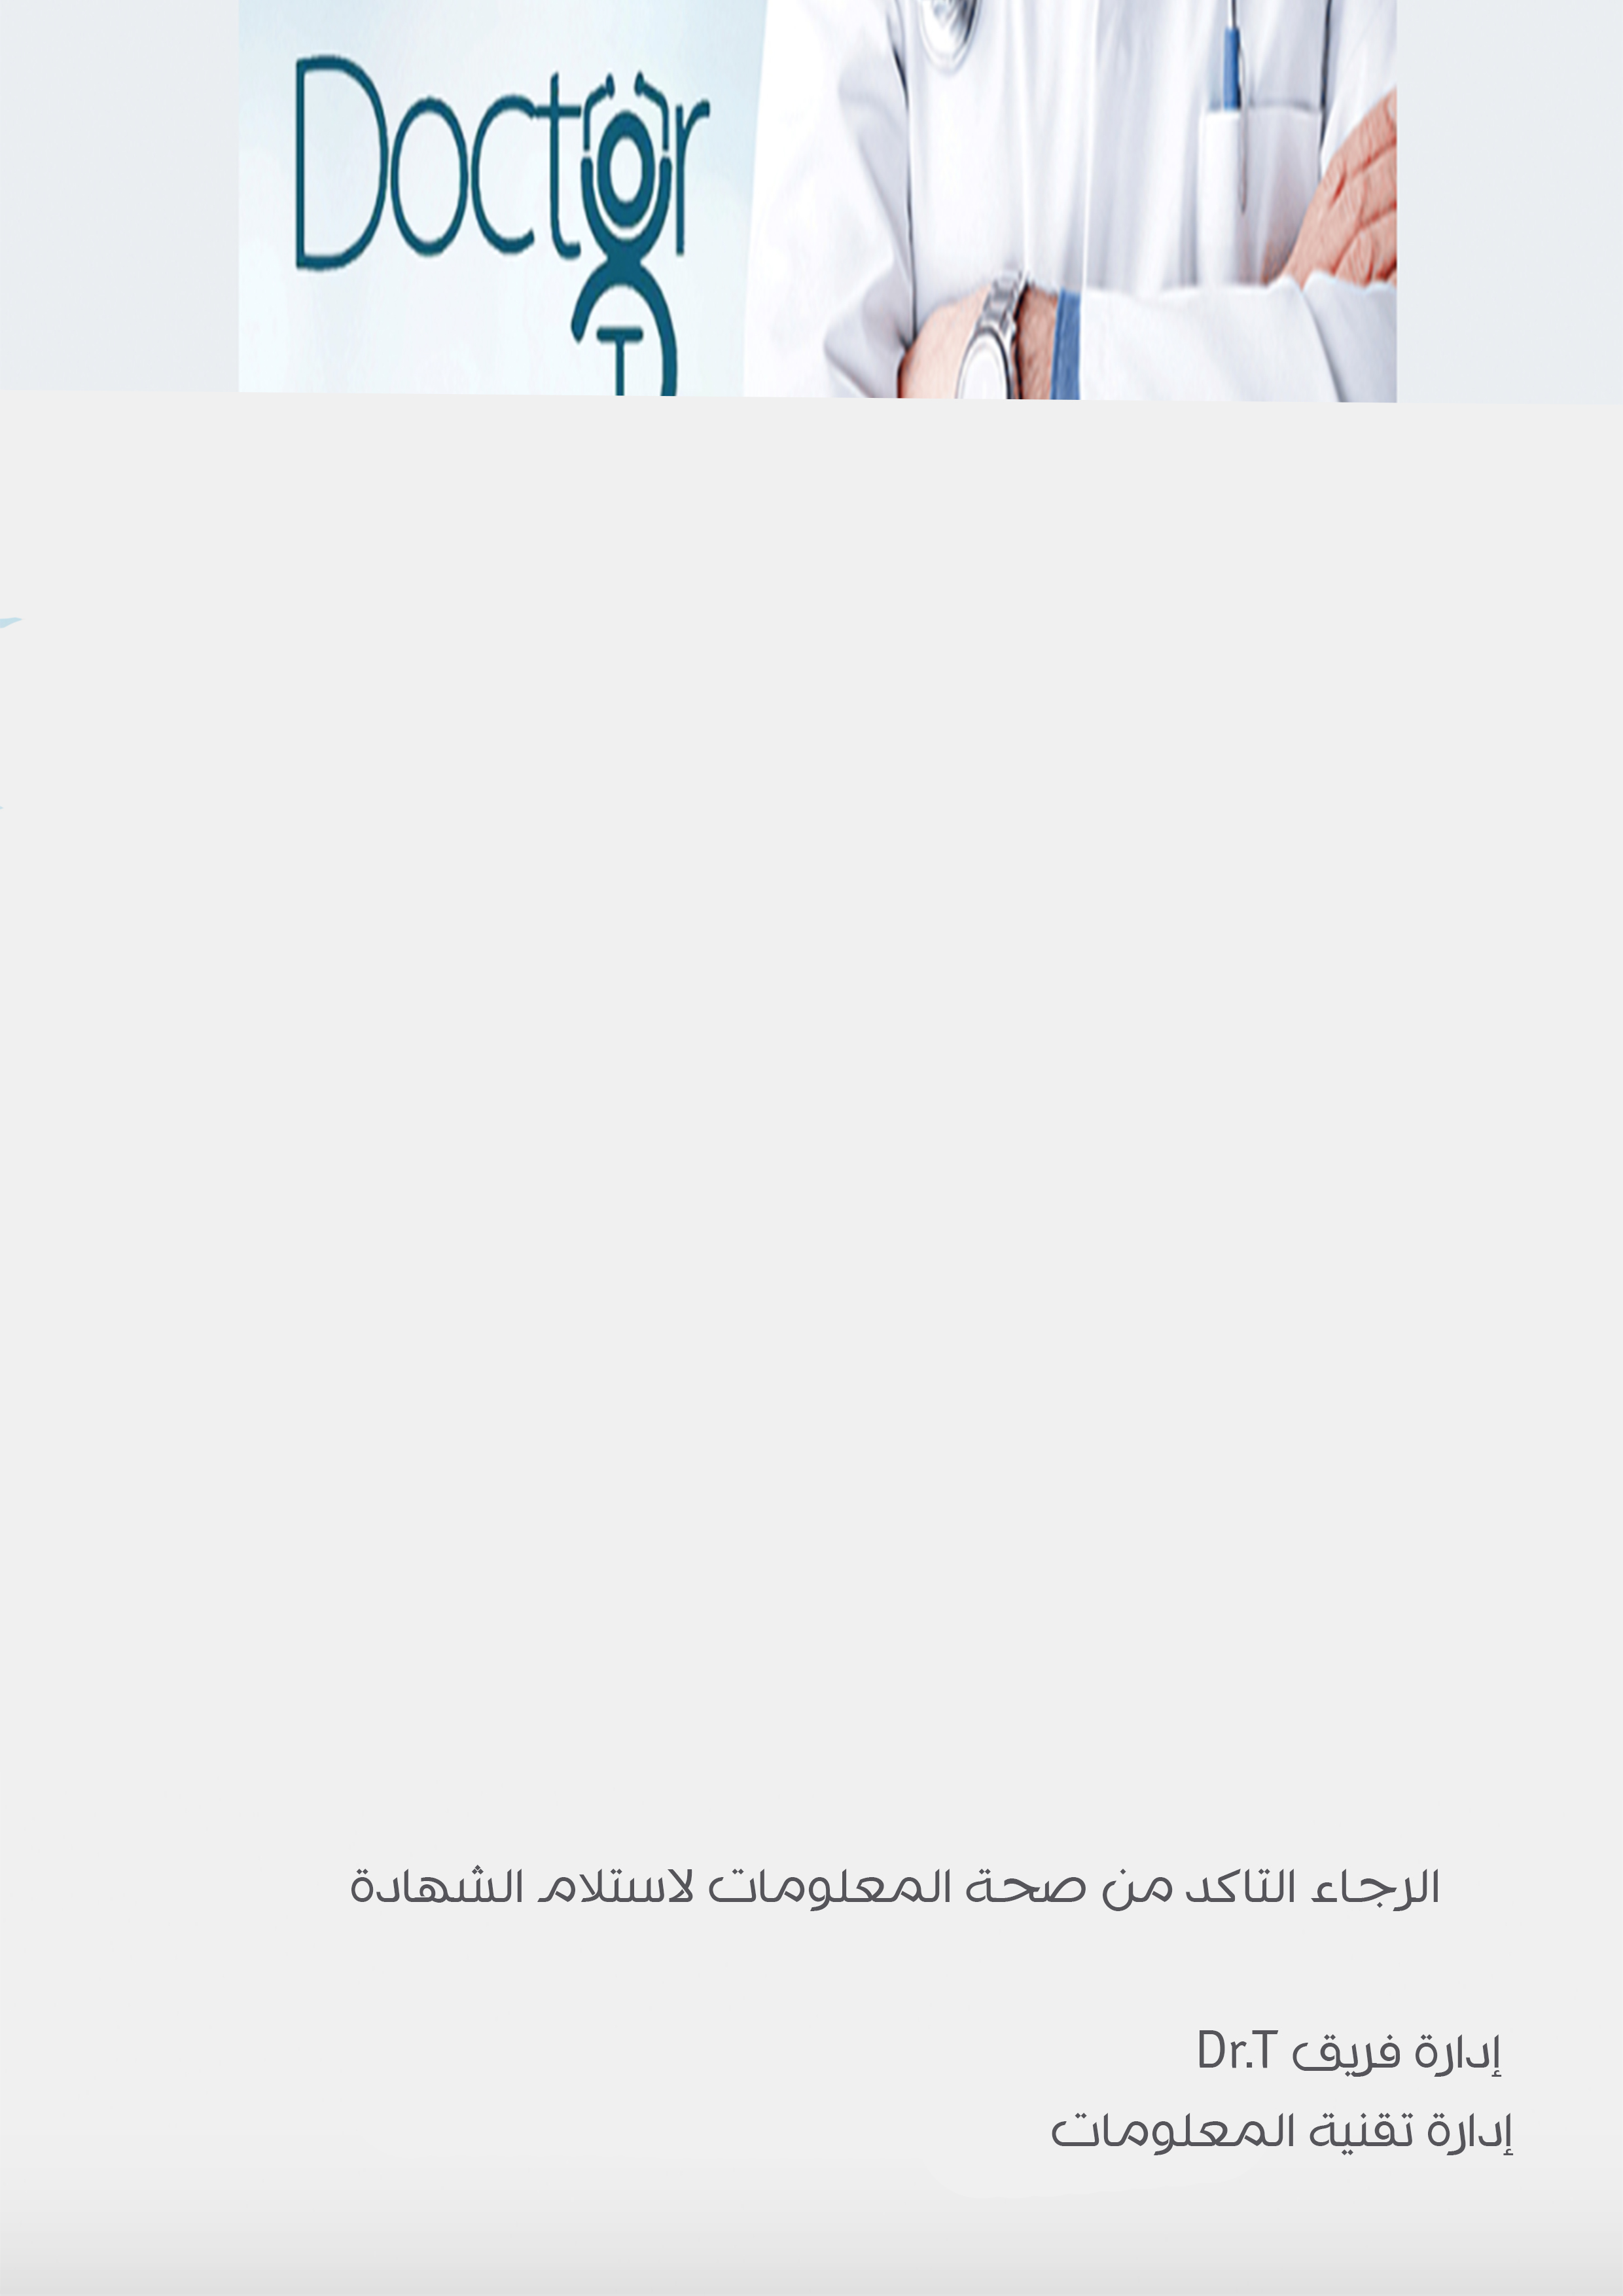 Doctor
T
الرجاء التاكد من صحة المعلومات لاستلام الشهادة
إدارة فريق Dr.T
إدارة تقنية المعلومات